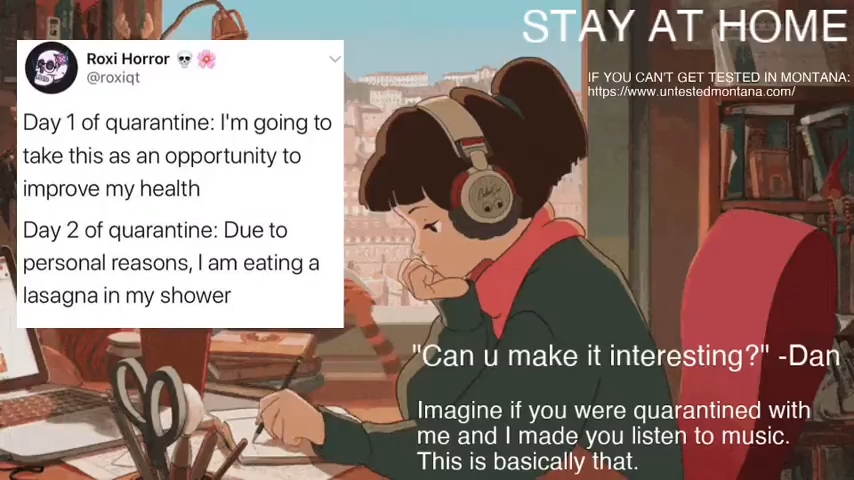 STAY AT HOME
IF YOU CAN'T GET TESTED IN MONTANA:
https://www.untestedmontana.com/
Roxi Horror 💀🌸
@roxiqt
Day 1 of quarantine: I'm going to
take this as an opportunity to
improve my health
Day 2 of quarantine: Due to
personal reasons, I am eating a
lasagna in my shower
"Can u make it interesting?" -Dan
Imagine if you were quarantined with
me and I made you listen to music.
This is basically that.